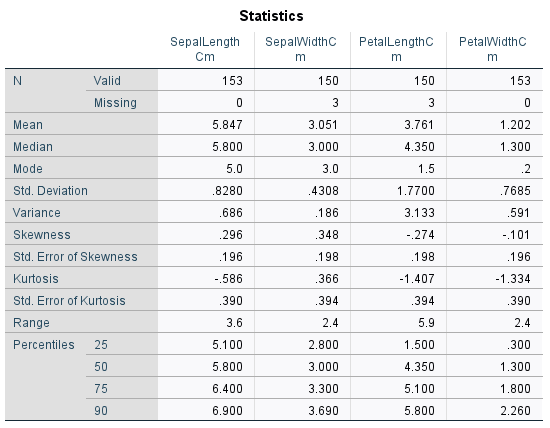 Statistics
SepalLength SepalWidthC PetalLengthC PetalWidthC
Cm m m m
N Valid 153 150 150 153
Missing 0 3 3 0
Mean 5.847 3.051 3.761 1.202
Median 5.800 3.000 4.350 1.300
Mode 5.0 3.0 1.5 .2
Std. Deviation .8280 .4308 1.7700 .7685
Variance .686 .186 3.133 .591
Skewness .296 .348 -.274 -.101
Std. Error of Skewness .196 .198 .198 .196
Kurtosis -.586 .366 -1.407 -1.334
Std. Error of Kurtosis .390 .394 .394 .390
Range 3.6 2.4 5.9 2.4
Percentiles 25 5.100 2.800 1.500 .300
50 5.800 3.000 4.350 1.300
75 6.400 3.300 5.100 1.800
90 6.900 3.690 5.800 2.260